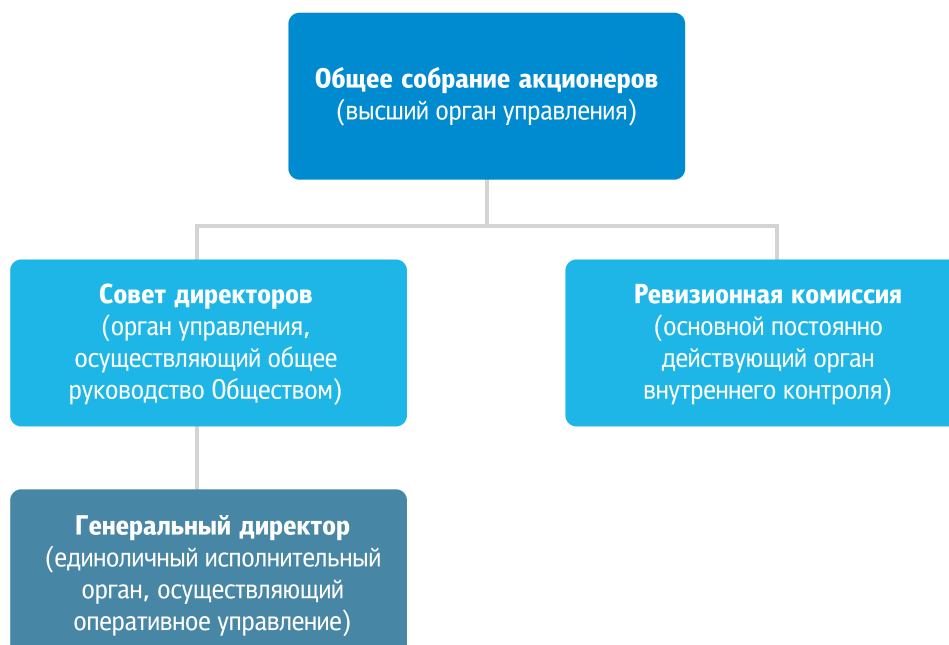 Общее собрание акционеров
(высший орган управления)
Совет директоров
(орган управления,
осуществляющий общее
руководство Обществом)
Ревизионная комиссия
(основной постоянно
действующий орган
внутреннего контроля)
Генеральный директор
(единоличный исполнительный
орган, осуществляющий
оперативное управление)